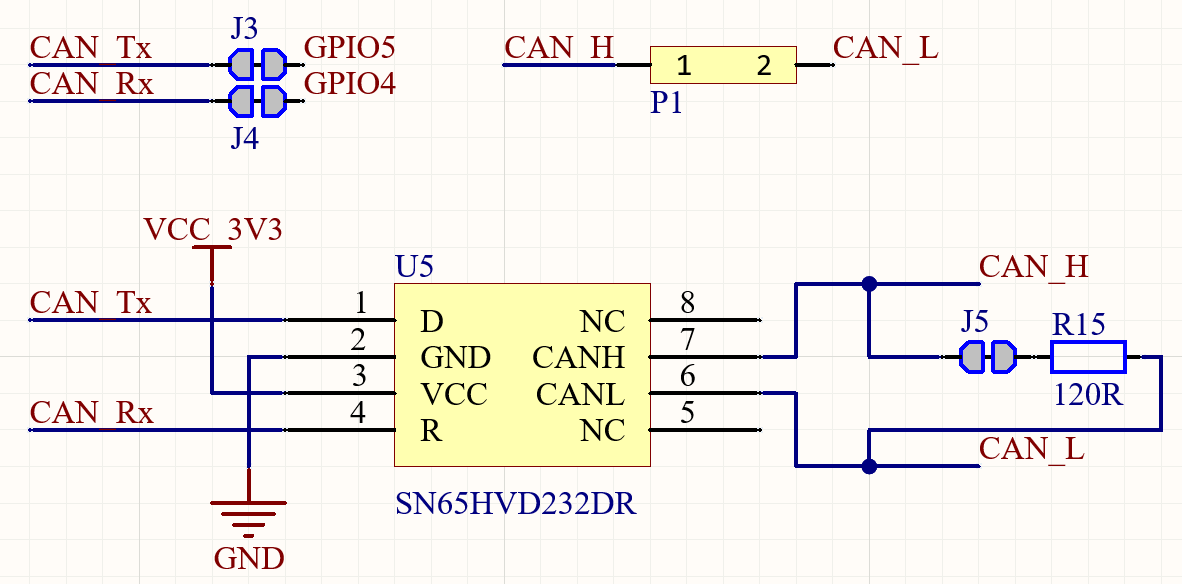 J3
CAN_Tx GPIO5
CAN_Rx GPIO4
J4
CAN_H 1 2 CAN_L
P1
VCC_3V3
U5
CAN_Tx 1 D NC 8
2 GND CANH 7
3 VCC CANL 6
CAN_Rx 4 R NC 5
SN65HVD232DR
GND
CAN_H
J5 R15
120R
CAN_L